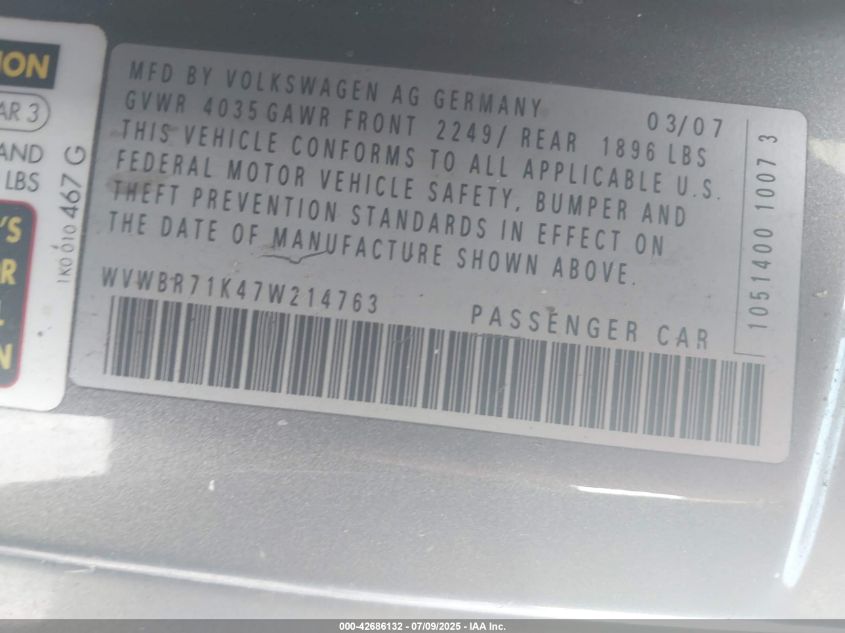 ION
AR 3
AND
LBS
'S
OR
L
N
1K0 010 467 G
MFD BY VOLKSWAGEN AG GERMANY 03/07
GVWR 4035 GAWR FRONT 2249/ REAR 1896 LBS
THIS VEHICLE CONFORMS TO ALL APPLICABLE U.S.
FEDERAL MOTOR VEHICLE SAFETY, BUMPER AND
THEFT PREVENTION STANDARDS IN EFFECT ON
THE DATE OF MANUFACTURE SHOWN ABOVE.
WVWBR71K47W214763 PASSENGER CAR
1051400 1007 3
000-42686132 - 07/09/2025 - IAA Inc.